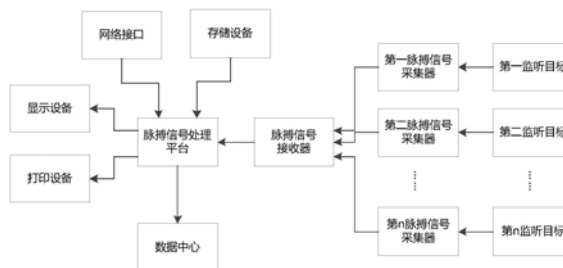 网络接口
存储设备
显示设备
打印设备
脉搏信号处理
平台
数据中心
脉搏信号
接收器
第一脉搏信号
采集器
第一监听目标
第二脉搏信号
采集器
第二监听目标
第n脉搏信号
采集器
第n监听目标